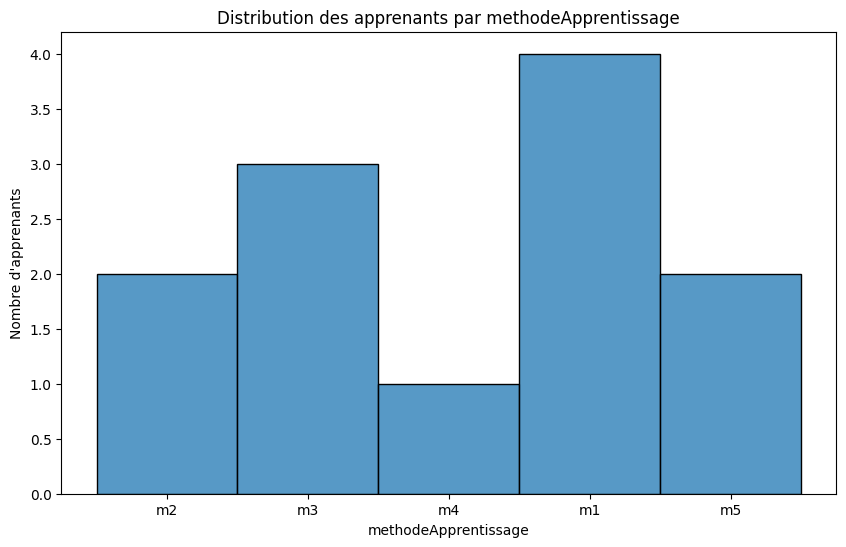 Distribution des apprenants par methodeApprentissage
Nombre d'apprenants
4.0
3.5
3.0
2.5
2.0
1.5
1.0
0.5
0.0
m2 m3 m4 m1 m5
methodeApprentissage